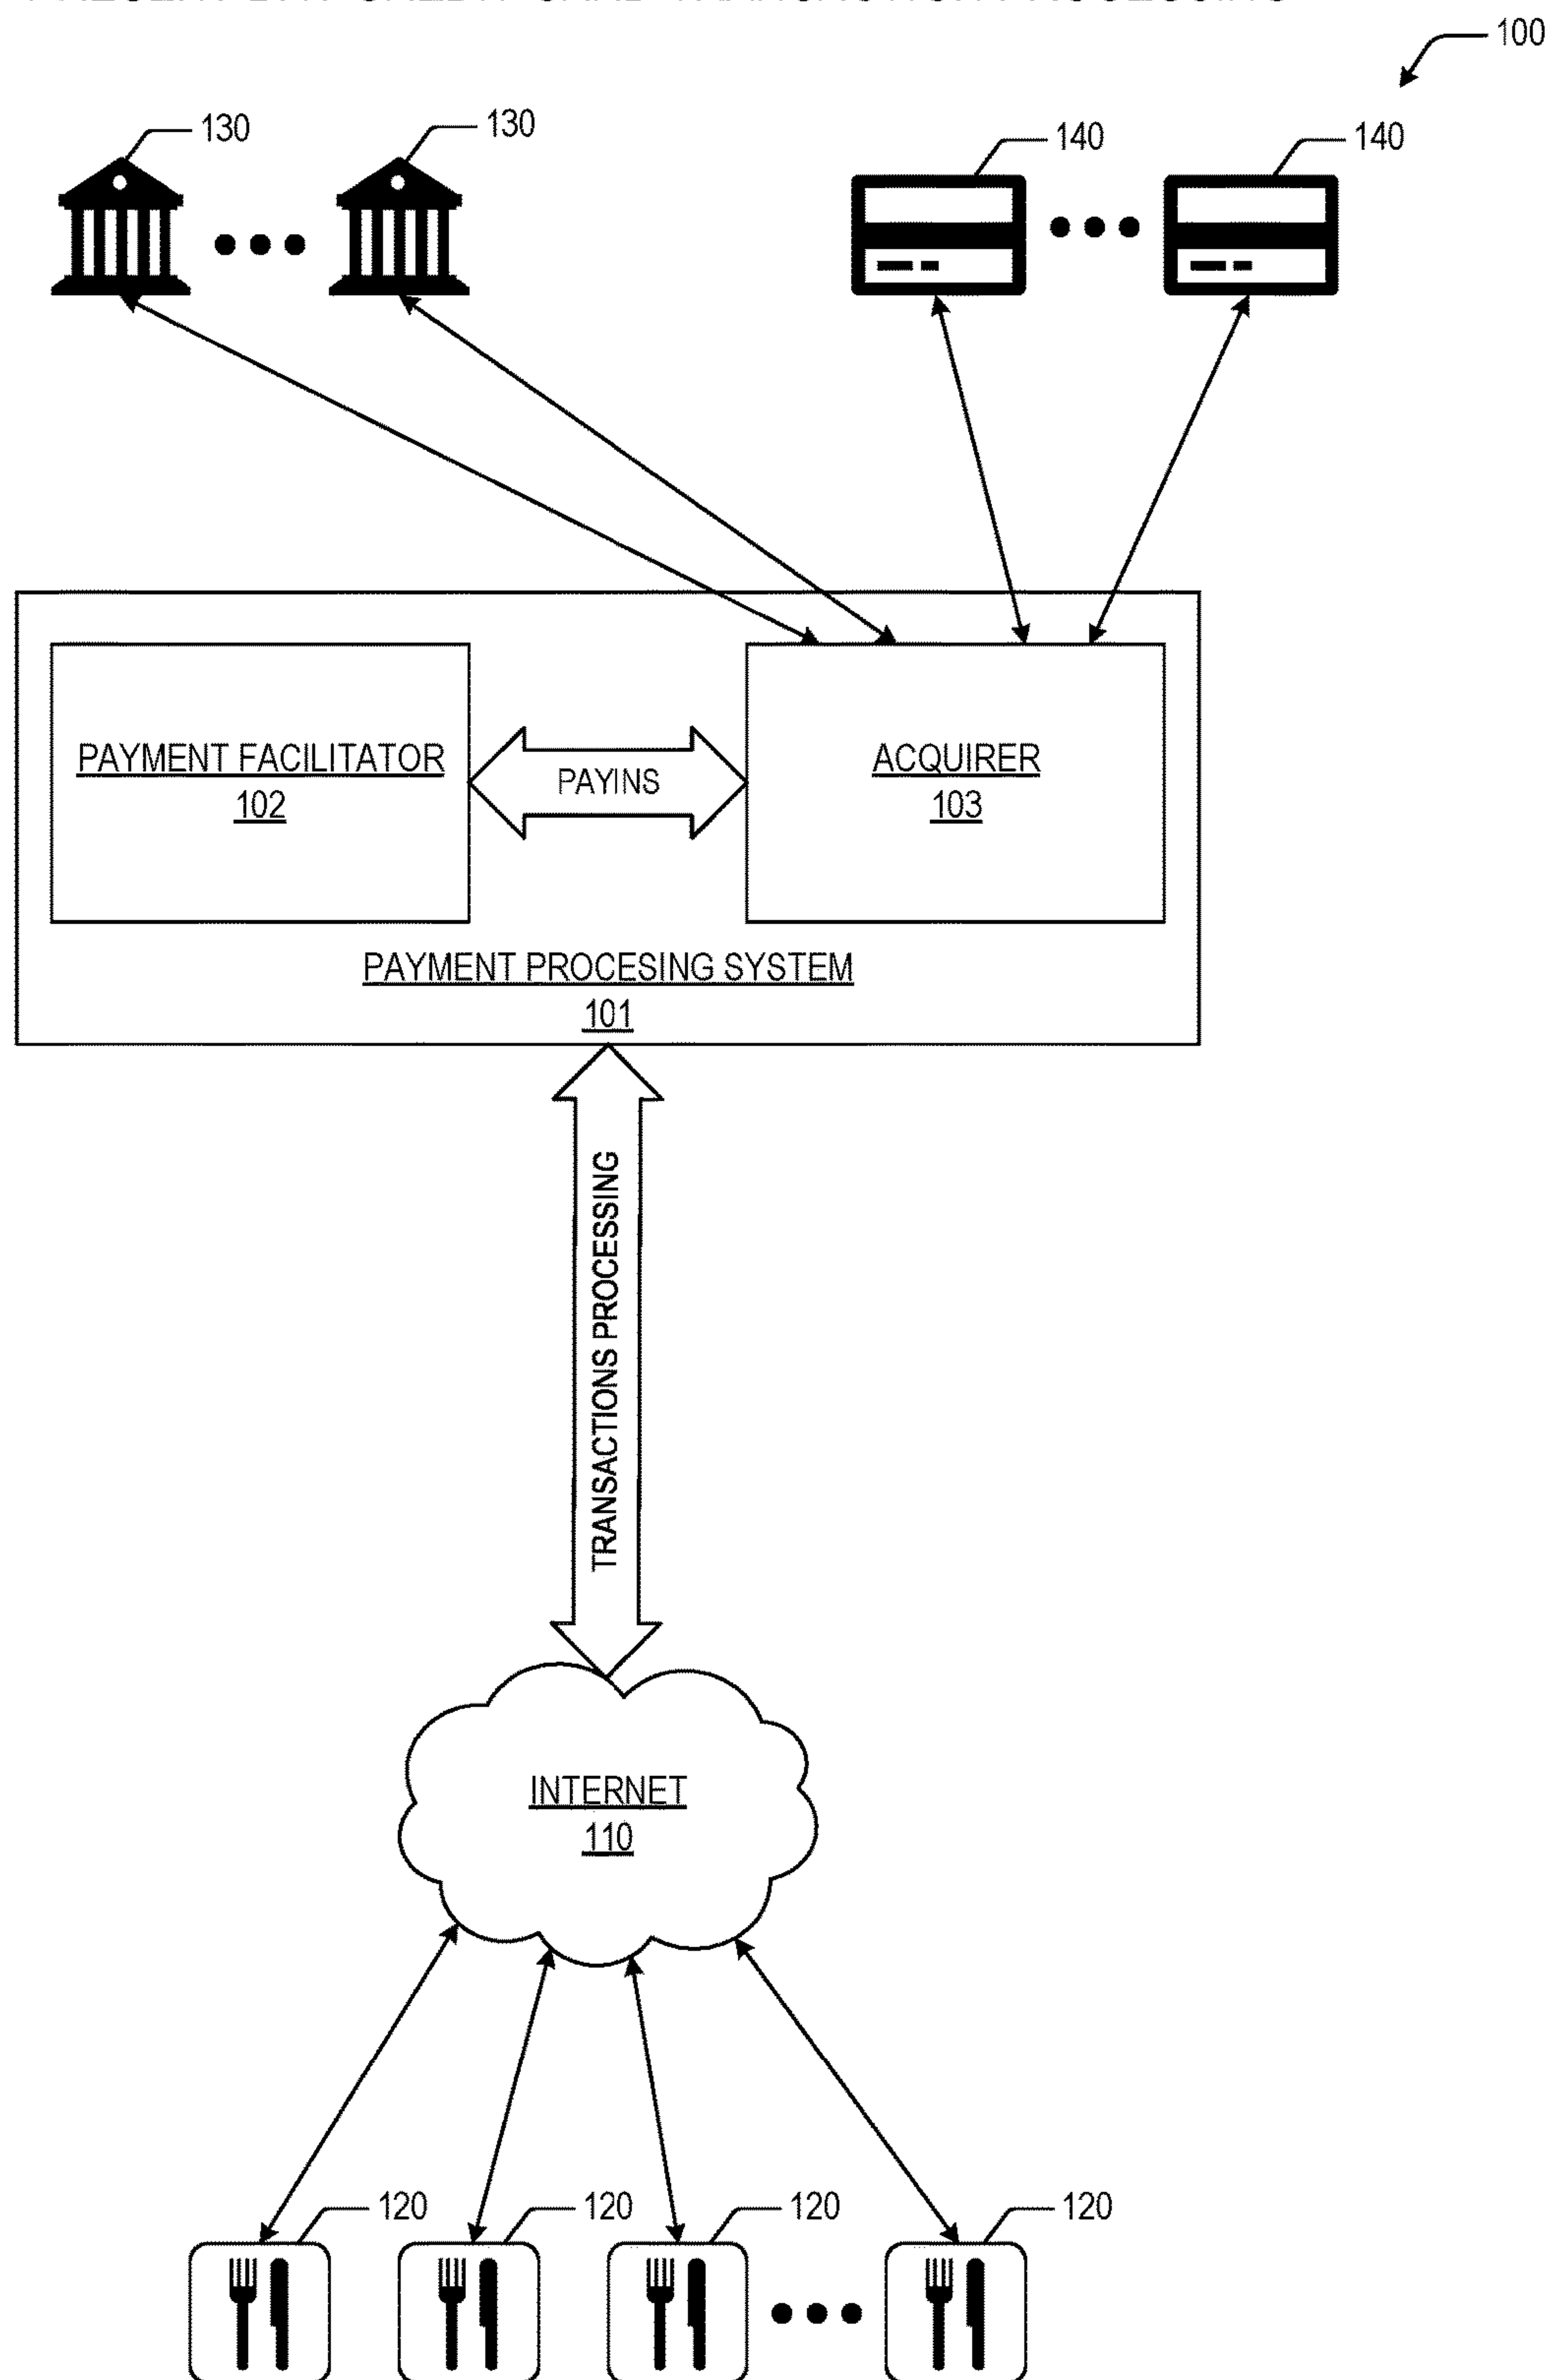 100
130
130
140
140
PAYMENT FACILITATOR
102
PAYINS
ACQUIRER
103
PAYMENT PROCESING SYSTEM
101
TRANSACTIONS PROCESSING
INTERNET
110
120
120
120
120